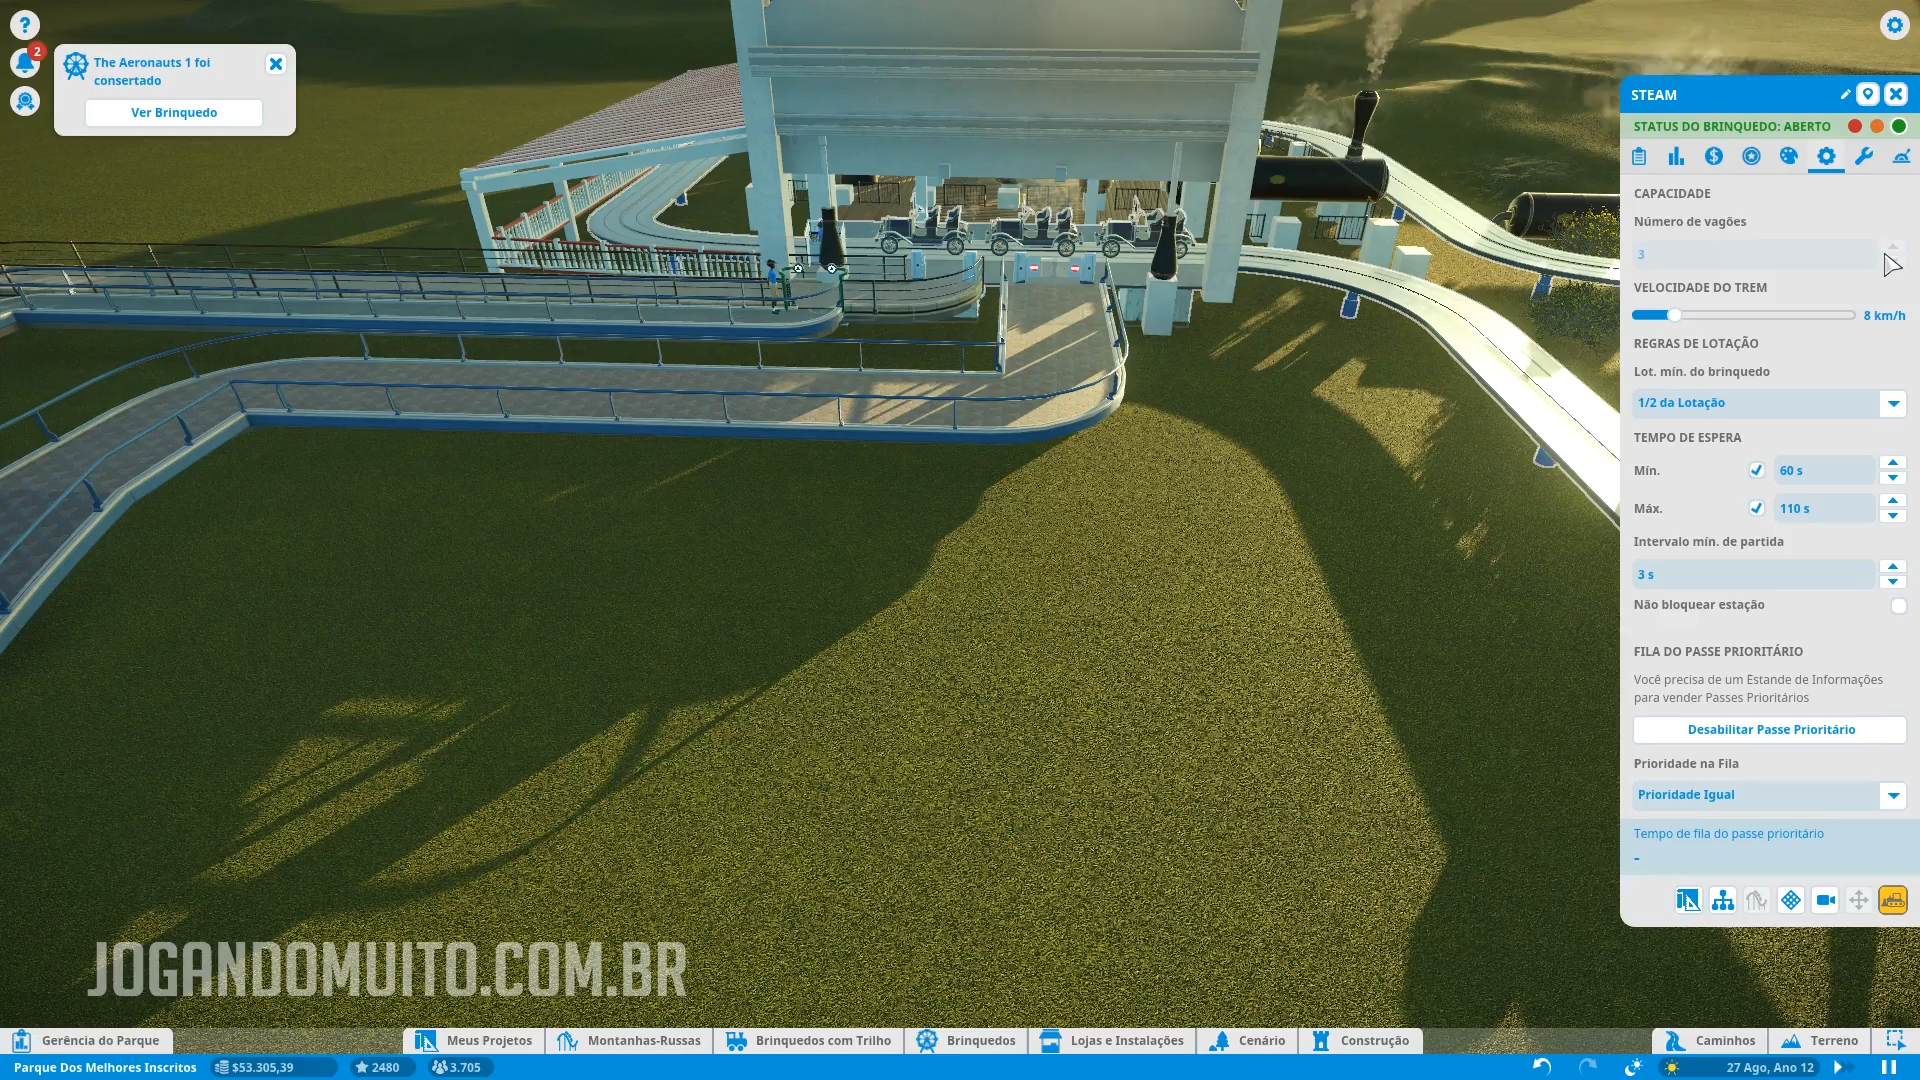 ?
2
The Aeronauts 1 foi
consertado
Ver Brinquedo
STEAM
STATUS DO BRINQUEDO: ABERTO
CAPACIDADE
Número de vagões
3
VELOCIDADE DO TREM
8 km/h
REGRAS DE LOTAÇÃO
Lot. mín. do brinquedo
1/2 da Lotação
TEMPO DE ESPERA
Mín.
60 s
Máx.
110 s
Intervalo mín. de partida
3 s
Não bloquear estação
FILA DO PASSE PRIORITÁRIO
Você precisa de um Estande de Informações
para vender Passes Prioritários
Desabilitar Passe Prioritário
Prioridade na Fila
Prioridade Igual
Tempo de fila do passe prioritário
-
JOGANDOMUITO.COM.BR
Gerência do Parque
Meus Projetos
Montanhas-Russas
Brinquedos com Trilho
Brinquedos
Lojas e Instalações
Cenário
Construção
Caminhos
Terreno
Parque Dos Melhores Inscritos
$53.305,39
2480
3.705
27 Ago, Ano 12